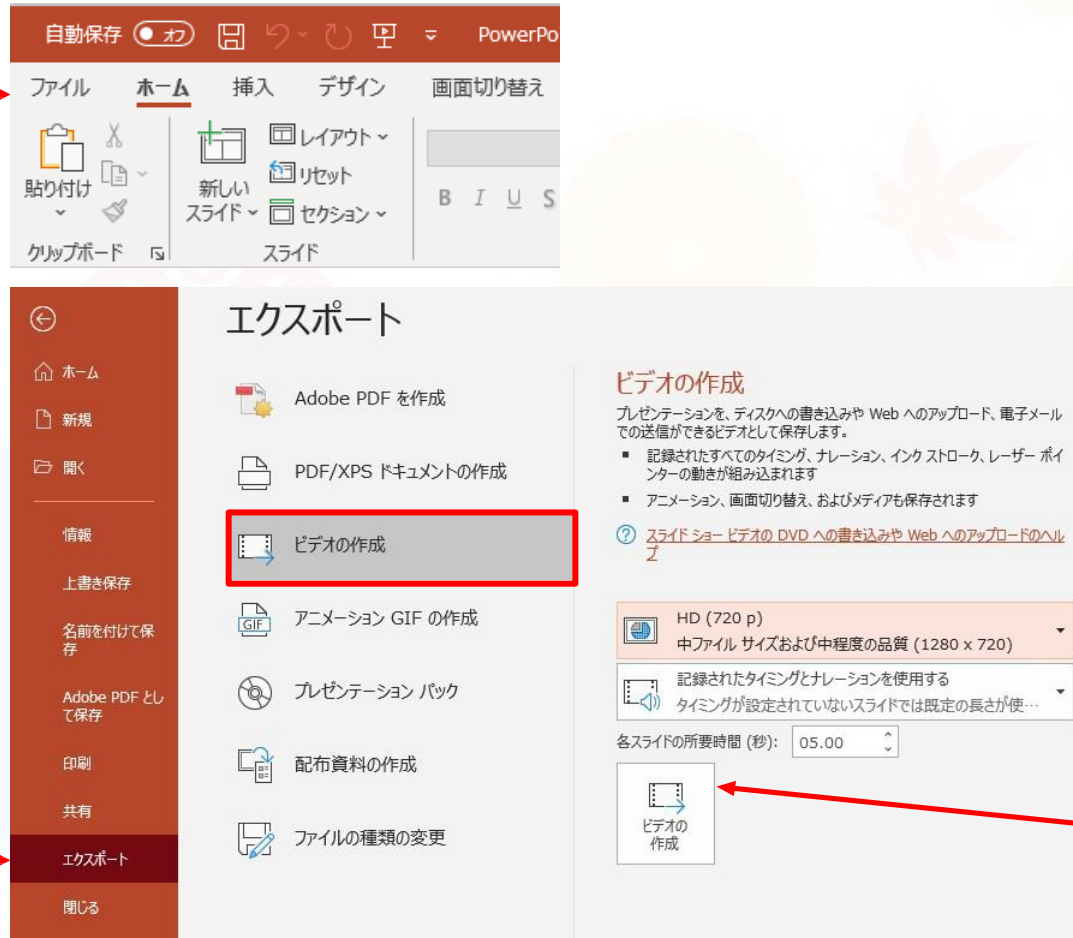 自動保存 オフ PowerPo
ファイル ホーム 挿入 デザイン 画面切り替え
貼り付け
新しい
スライド
レイアウト
リセット
セクション
B I U S
クリップボード スライド
エクスポート
ホーム
新規
開く
情報
上書き保存
名前を付けて保
存
Adobe PDF とし
て保存
印刷
共有
エクスポート
閉じる
Adobe PDF を作成
PDF/XPS ドキュメントの作成
ビデオの作成
GIF アニメーション GIF の作成
プレゼンテーション パック
配布資料の作成
ファイルの種類の変更
ビデオの作成
プレゼンテーションを、ディスクへの書き込みや Web へのアップロード、電子メール
での送信ができるビデオとして保存します。
■ 記録されたすべてのタイミング、ナレーション、インク ストローク、レーザー ポイ
ンターの動きが組み込まれます
■ アニメーション、画面切り替え、およびメディアも保存されます
? スライド ショー ビデオの DVD への書き込みや Web へのアップロードのヘル
プ
HD (720 p)
中ファイル サイズおよび中程度の品質 (1280 x 720)
記録されたタイミングとナレーションを使用する
タイミングが設定されていないスライドでは既定の長さが使…
各スライドの所要時間 (秒): 05.00
ビデオの
作成